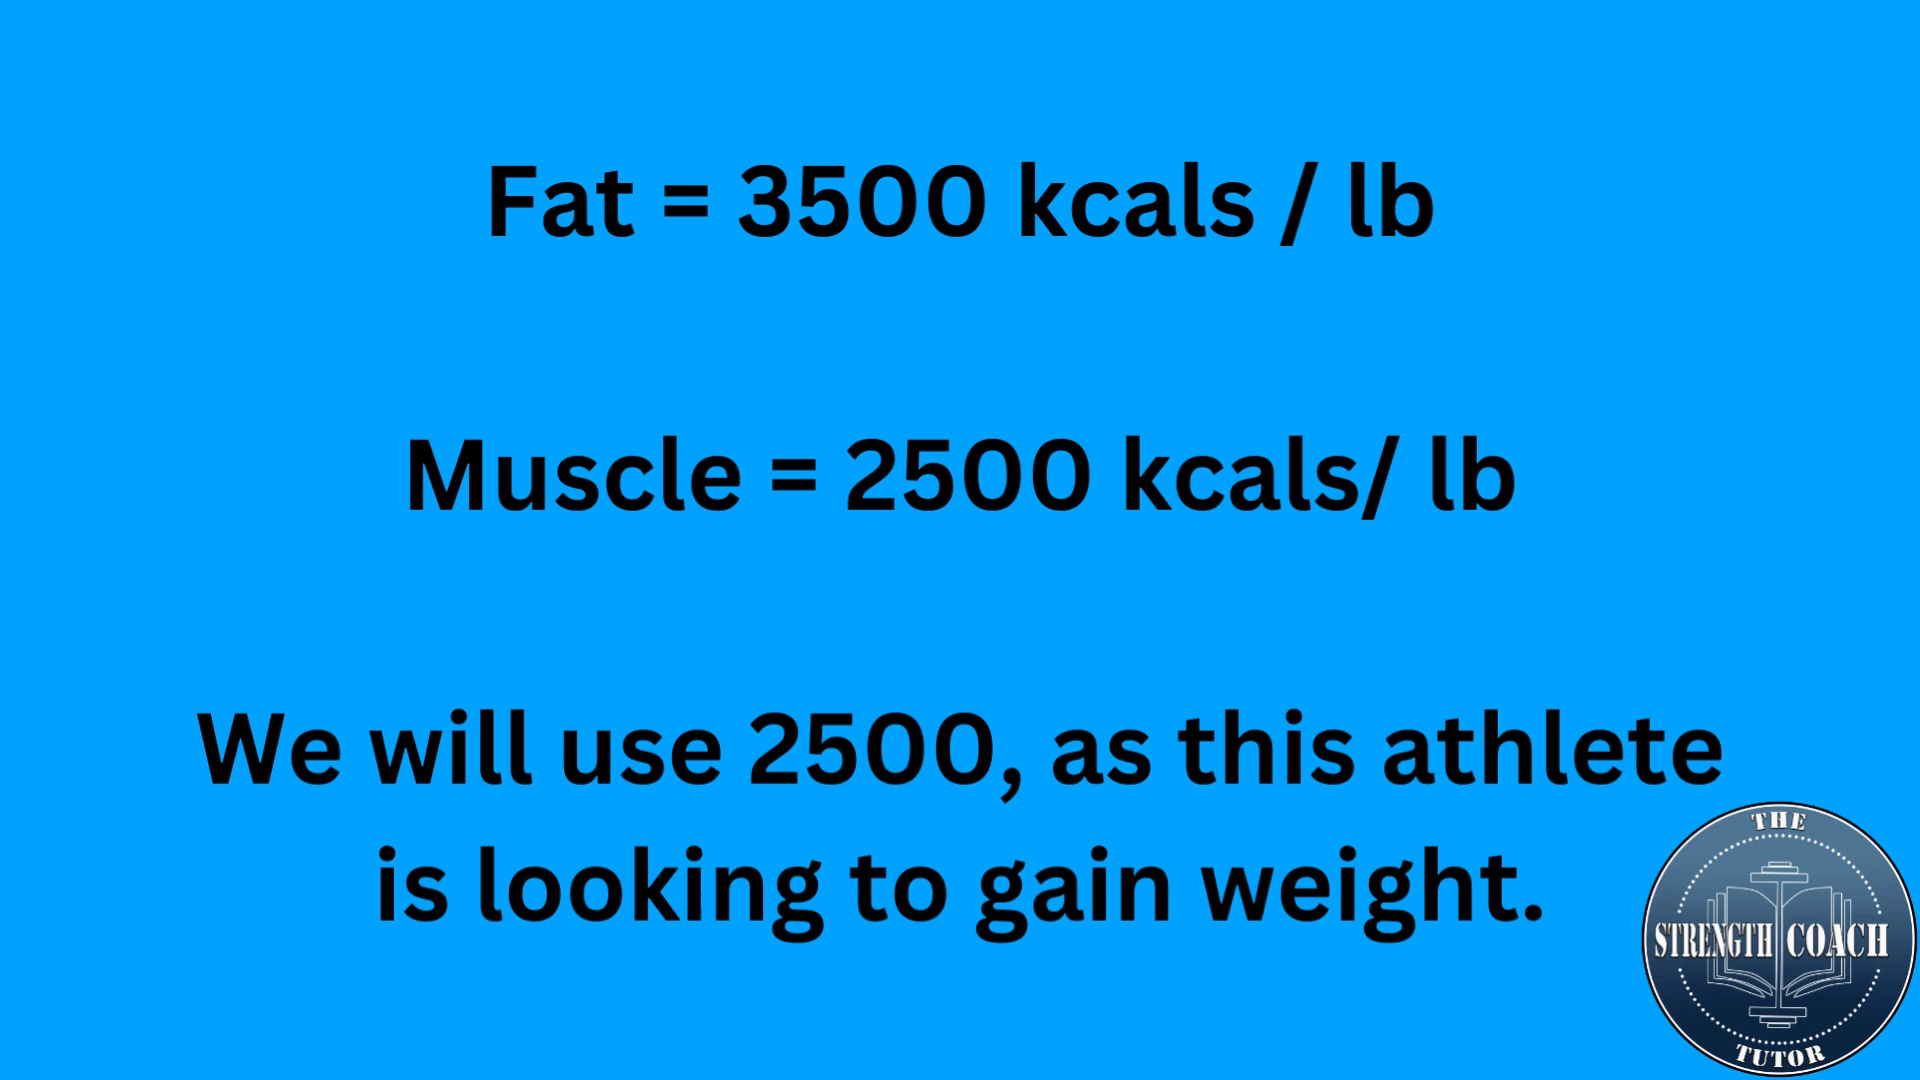 Fat = 3500 kcals / lb
Muscle = 2500 kcals/ lb
We will use 2500, as this athlete
is looking to gain weight.
THE
STRENGTH COACH
TUTOR